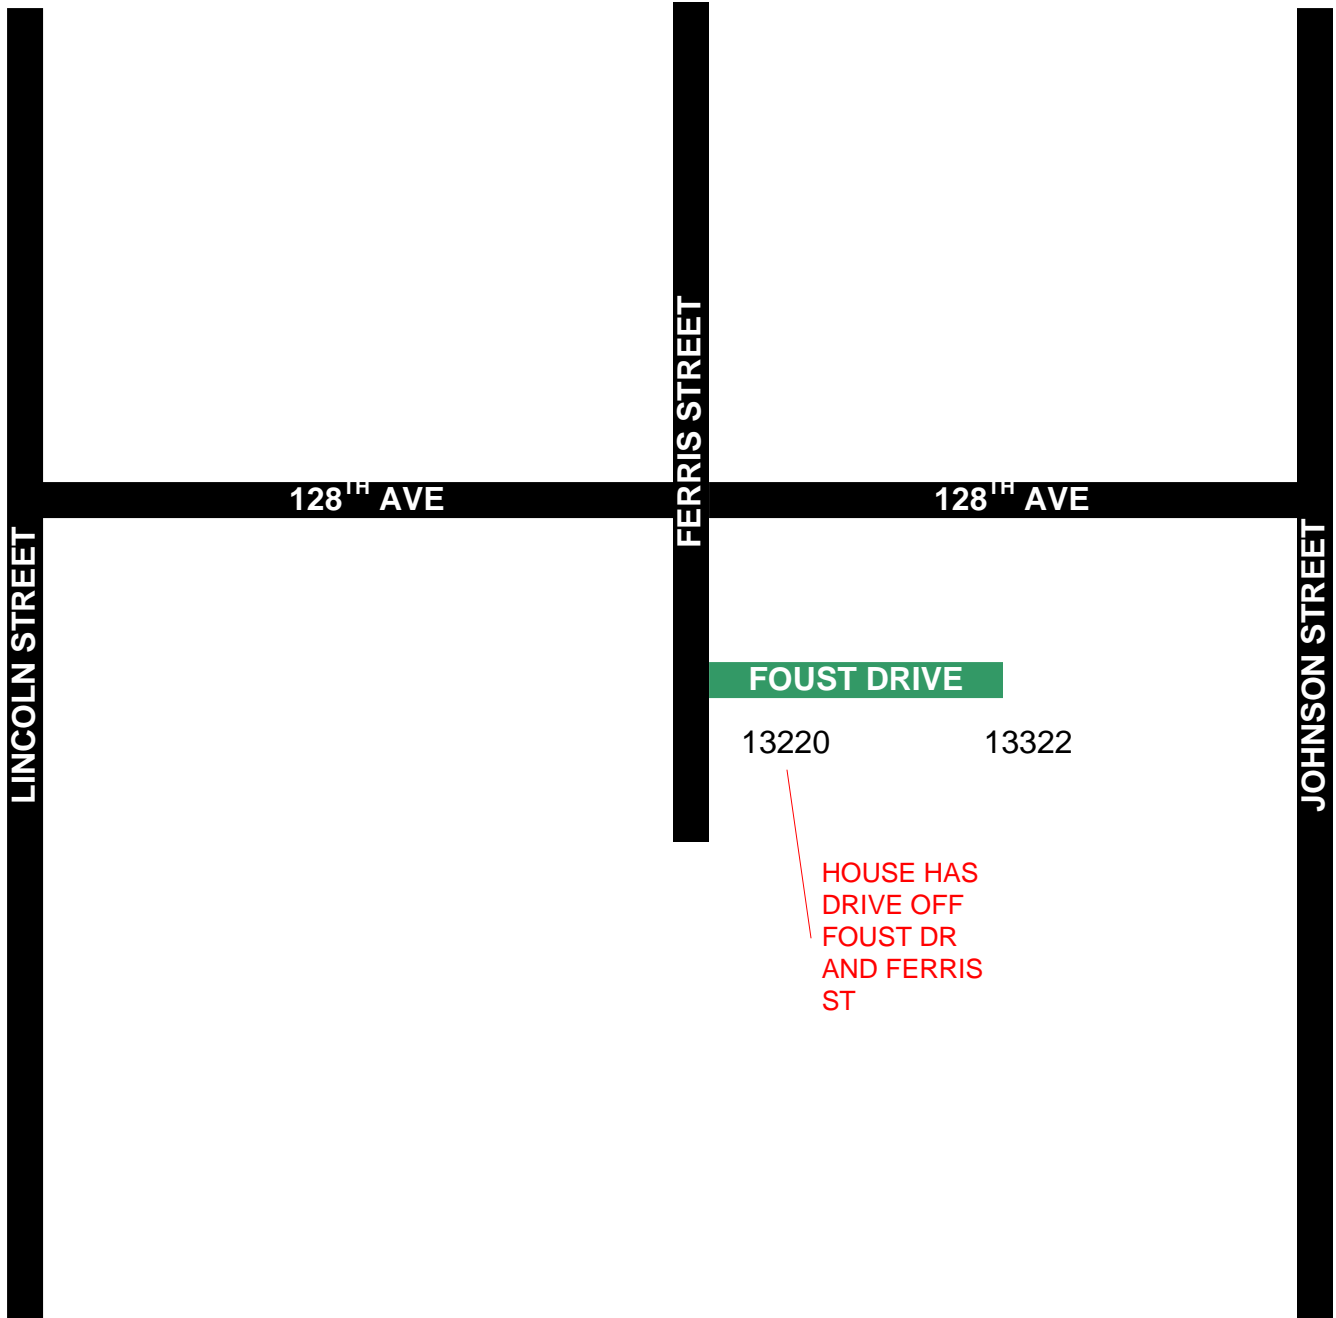 FERRIS STREET
128TH AVE
128TH AVE
LINCOLN STREET
JOHNSON STREET
FOUST DRIVE
13220
13322
HOUSE HAS
DRIVE OFF
FOUST DR
AND FERRIS
ST